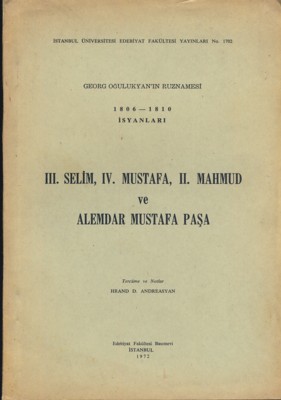 İSTANBUL ÜNİVERSİTESİ EDEBİYAT FAKÜLTESİ YAYINLARI No. 1702
GEORG OĞULUKYAN'IN RUZNAMESİ
1806 — 1810
İSYANLARI
III. SELİM, IV. MUSTAFA, II. MAHMUD
ve
ALEMDAR MUSTAFA PAŞA
Tercüme ve Notlar
HRAND D. ANDREASYAN
Edebiyat Fakültesi Basımevi
İSTANBUL
1972